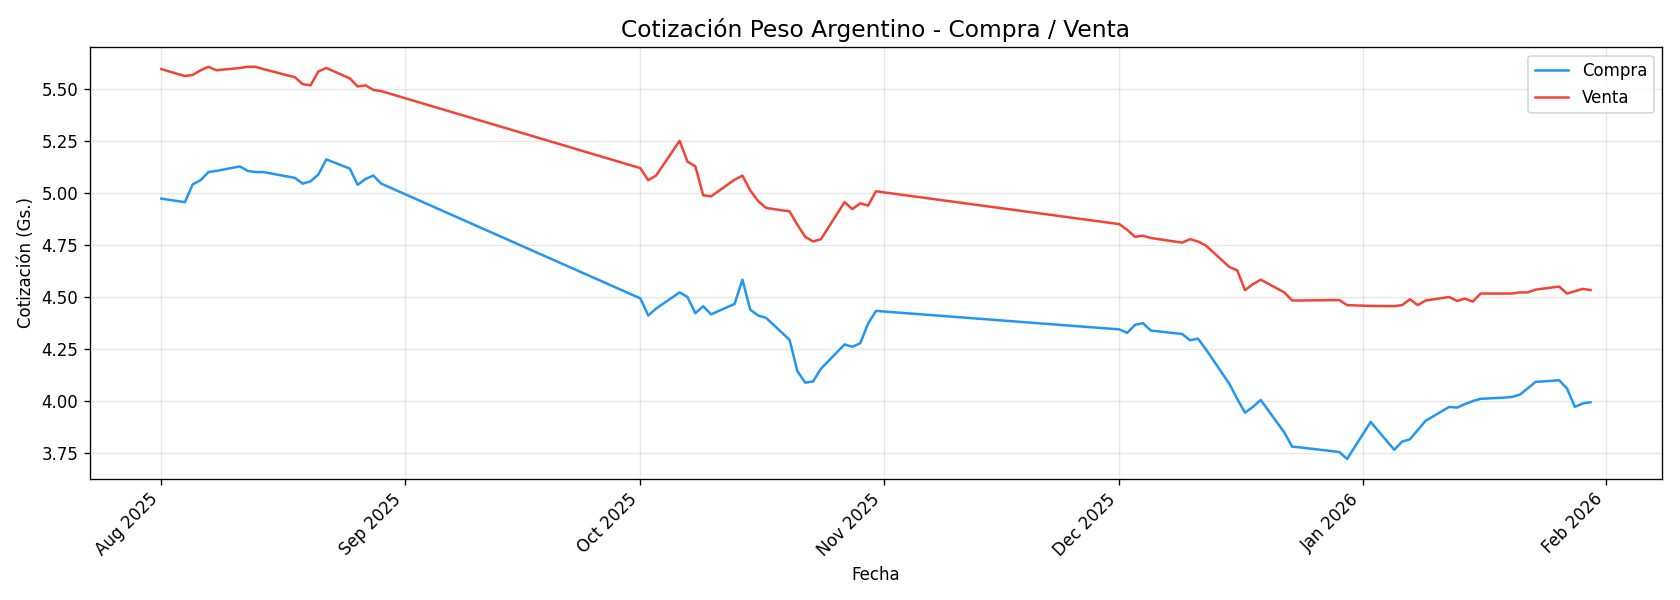 Cotización Peso Argentino - Compra / Venta
Compra
Venta
Cotización (Gs.)
5.50
5.25
5.00
4.75
4.50
4.25
4.00
3.75
Aug 2025
Sep 2025
Oct 2025
Nov 2025
Dec 2025
Jan 2026
Feb 2026
Fecha